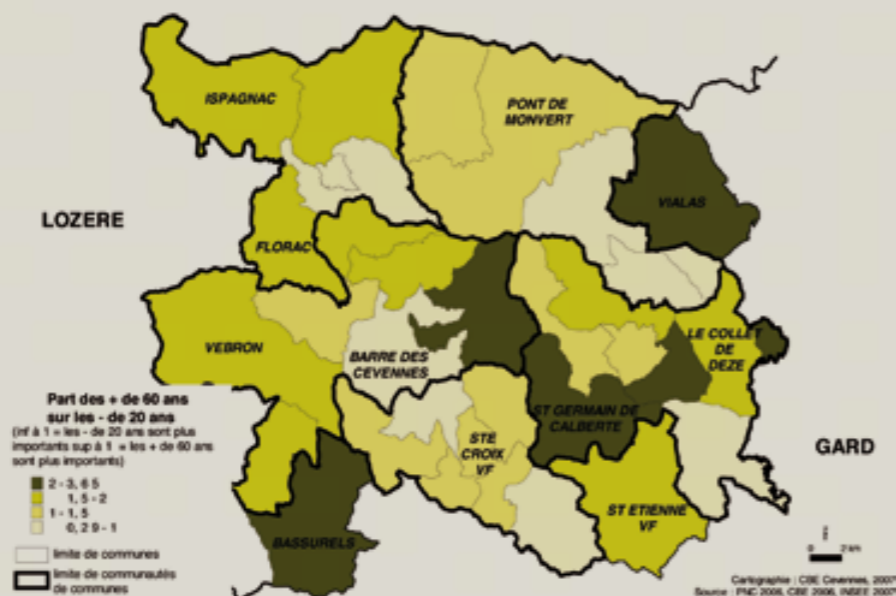 ISPAGNAC
PONT DE
MONVERT
LOZERE
VIALAS
FLORAC
VEBRON
BARRE DES
CEVENNES
LE COLLET
DE
DEZE
Part des + de 60 ans
sur les - de 20 ans
(inf à 1 = les - de 20 ans sont plus
importants sup à 1 = les + de 60 ans
sont plus importants)
ST GERMAIN DE
CALBERTE
STE
CROIX
VF
GARD
2 - 3, 6 5
1, 5 - 2
1 - 1, 5
0, 2 9 - 1
ST ETIENNE
VF
BASSURELS
limite de communes
limite de communautés
de communes
0 2 km
Cartographie : CBE Cevennes, 2007
Source : PNC 2006, CBE 2006, INSEE 2007